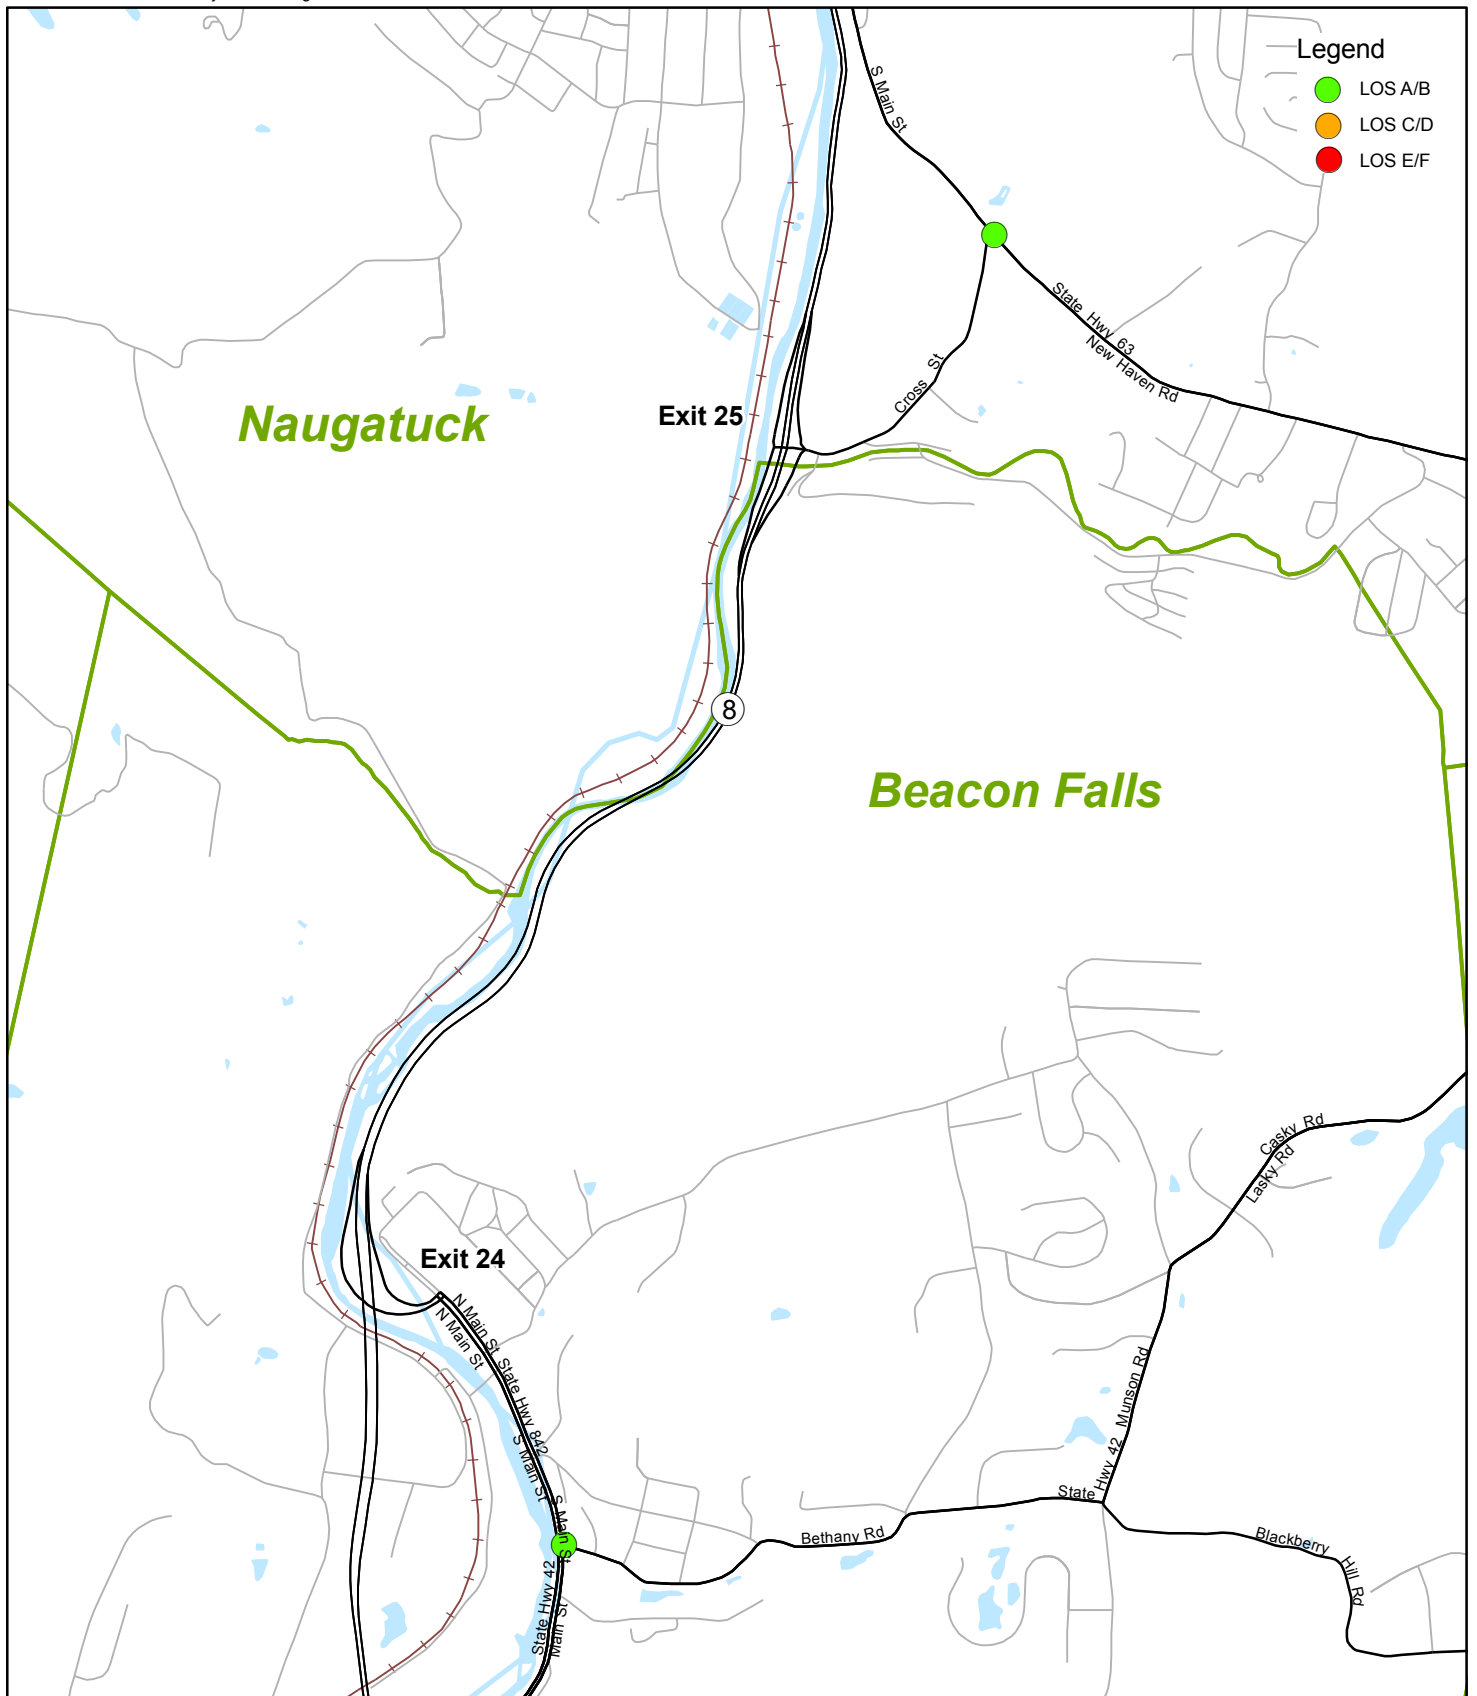 Legend
LOS A/B
LOS C/D
LOS E/F
S Main St
State Hwy 63
New Haven Rd
Cross St
Naugatuck
Exit 25
8
Beacon Falls
Casky Rd
Lasky Rd
Exit 24
N Main St State Hwy 842
N Main St
S Main St
S Main St
State Hwy 42 Munson Rd
Bethany Rd
Blackberry Hill Rd
State Hwy 42
Main St